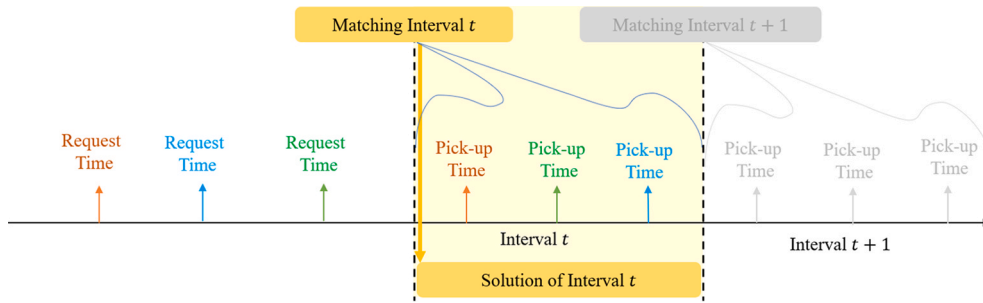 Matching Interval t
Matching Interval t + 1
Request
Time
Request
Time
Request
Time
Pick-up
Time
Pick-up
Time
Pick-up
Time
Pick-up
Time
Pick-up
Time
Pick-up
Time
Interval t
Interval t + 1
Solution of Interval t